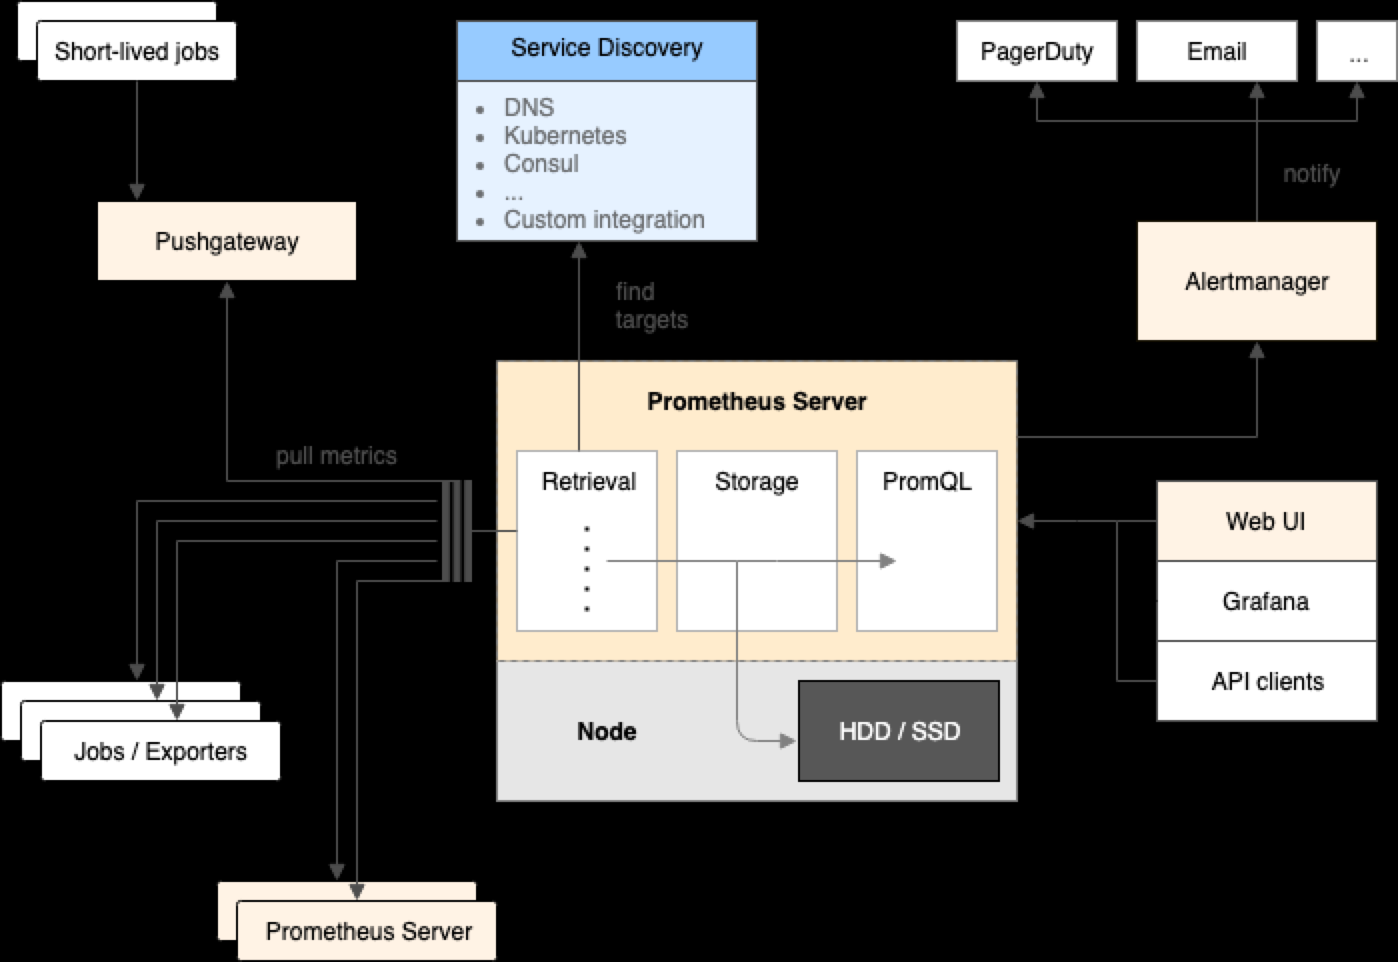 Short-lived jobs
Service Discovery
• DNS
• Kubernetes
• Consul
• ...
• Custom integration
PagerDuty
Email
...
notify
Pushgateway
Alertmanager
find
targets
pull metrics
Prometheus Server
Retrieval
Storage
PromQL
Web UI
Grafana
API clients
Node
HDD / SSD
Jobs / Exporters
Prometheus Server